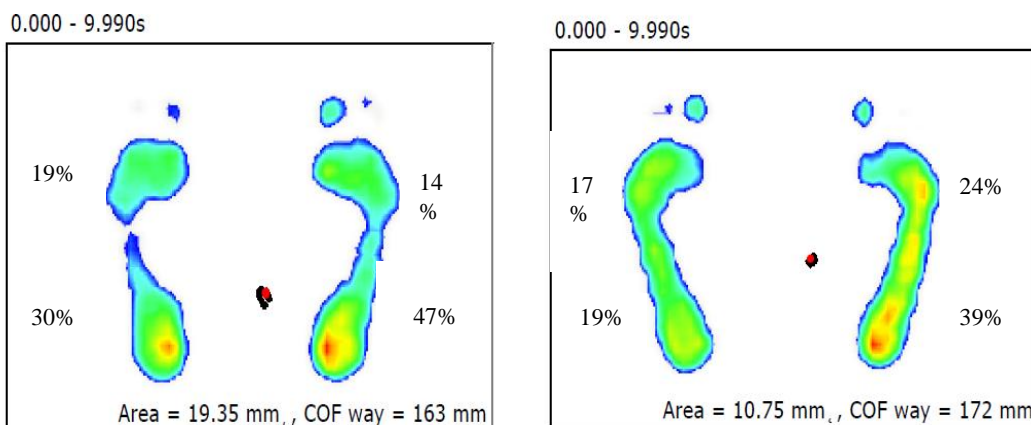 0.000 - 9.990s
19%
14
%
30%
47%
Area = 19.35 mm , COF way = 163 mm
0.000 - 9.990s
17
%
24%
19%
39%
Area = 10.75 mm , COF way = 172 mm